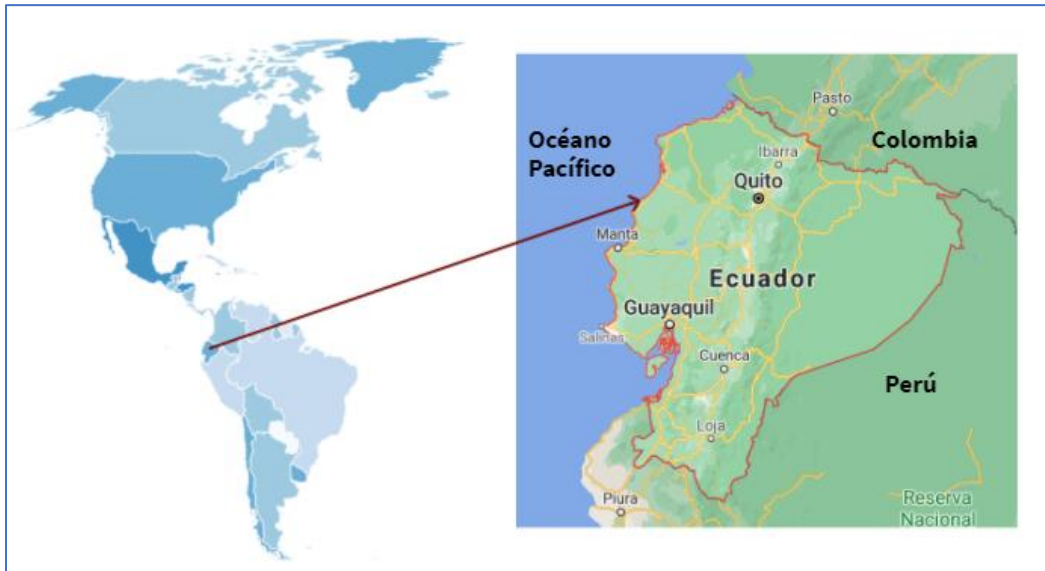 Océano
Pacífico
Pasto
Colombia
Ibarra
Quito
Manta
Ecuador
Guayaquil
Salinas
Cuenca
Perú
Loja
Piura
Reserva
Nacional